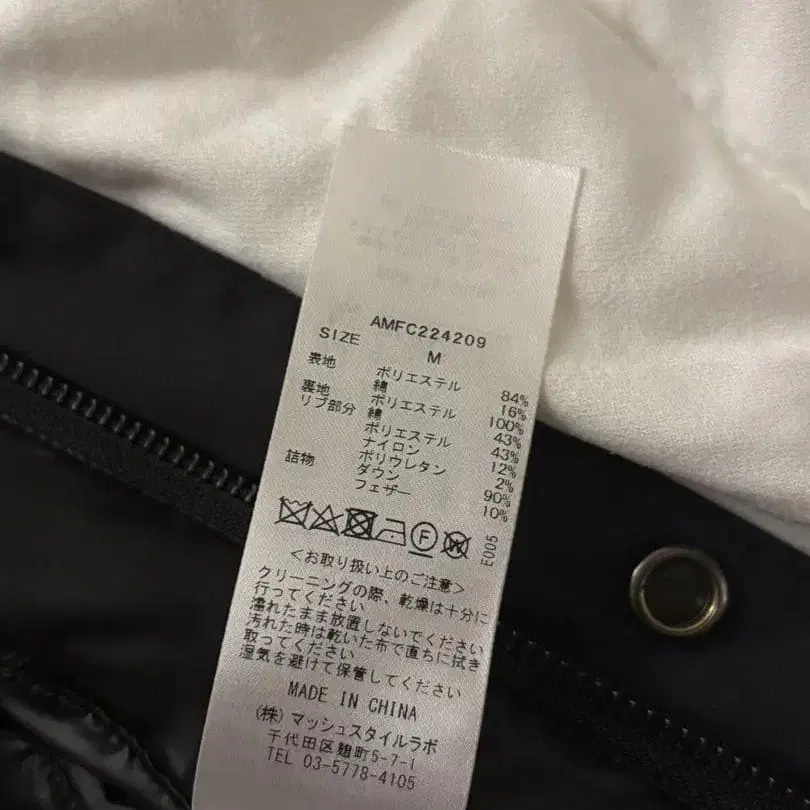 AMFC224209
SIZE M
表地 ポリエステル 84%
綿 16%
裏地 ポリエステル 100%
リブ部分 綿 43%
ポリエステル 43%
ナイロン 12%
ポリウレタン 2%
詰物 ダウン 90%
フェザー 10%
F W
E005
<お取り扱い上のご注意>
クリーニングの際、乾燥は十分に
行ってください
濡れたまま放置しないでください
汚れた時は乾いた布で直ちに拭き
取ってください
湿気を避けて保管してください
MADE IN CHINA
(株)マッシュスタイルラボ
千代田区麹町5-7-1
TEL 03-5778-4105